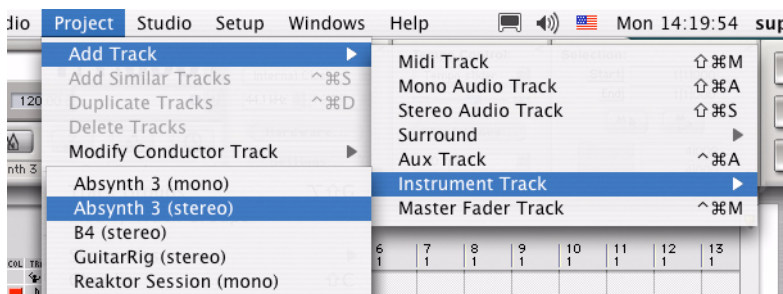 dio Project Studio Setup Windows Help Mon 14:19:54 sup
Add Track
Add Similar Tracks ^⌘S
Duplicate Tracks ^⌘D
Delete Tracks
Modify Conductor Track
Midi Track ⇧⌘M
Mono Audio Track ⇧⌘A
Stereo Audio Track ⇧⌘S
Surround
Aux Track ^⌘A
Instrument Track
Master Fader Track ^⌘M
Absynth 3 (mono)
Absynth 3 (stereo)
B4 (stereo)
GuitarRig (stereo)
Reaktor Session (mono)
120
nth 3
COL TR
6 7 8 9 10 11 12 13
1 1 1 1 1 1 1 1